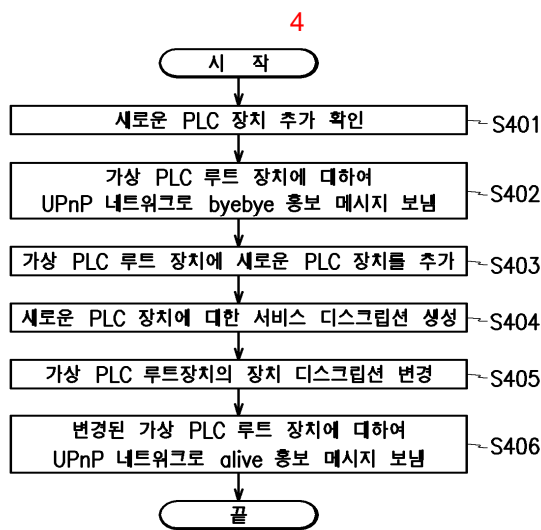 4
시 작
새로운 PLC 장치 추가 확인
S401
가상 PLC 루트 장치에 대하여
UPnP 네트워크로 byebye 홍보 메시지 보냄
S402
가상 PLC 루트 장치에 새로운 PLC 장치를 추가
S403
새로운 PLC 장치에 대한 서비스 디스크립션 생성
S404
가상 PLC 루트장치의 장치 디스크립션 변경
S405
변경된 가상 PLC 루트 장치에 대하여
UPnP 네트워크로 alive 홍보 메시지 보냄
S406
끝